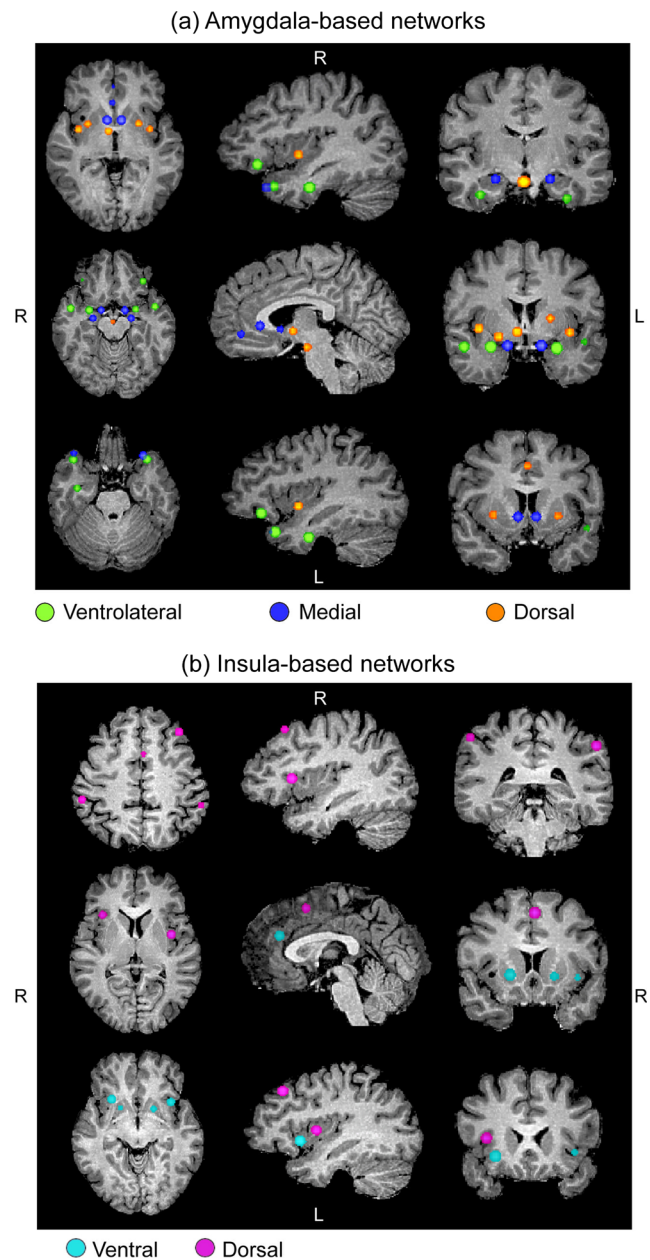 (a) Amygdala-based networks
R
R
L
L
Ventrolateral Medial Dorsal
(b) Insula-based networks
R
R
R
L
Ventral Dorsal